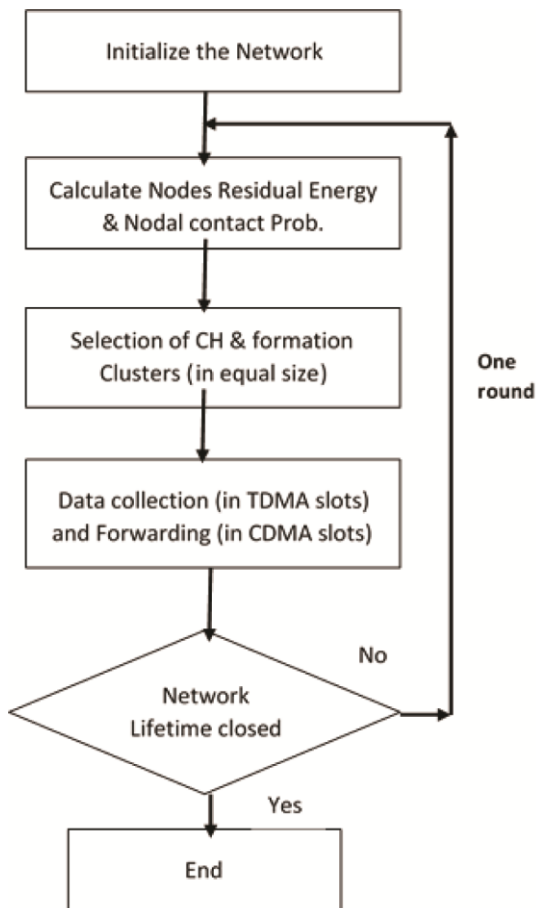 Initialize the Network
Calculate Nodes Residual Energy
& Nodal contact Prob.
Selection of CH & formation
Clusters (in equal size)
One
round
Data collection (in TDMA slots)
and Forwarding (in CDMA slots)
No
Network
Lifetime closed
Yes
End